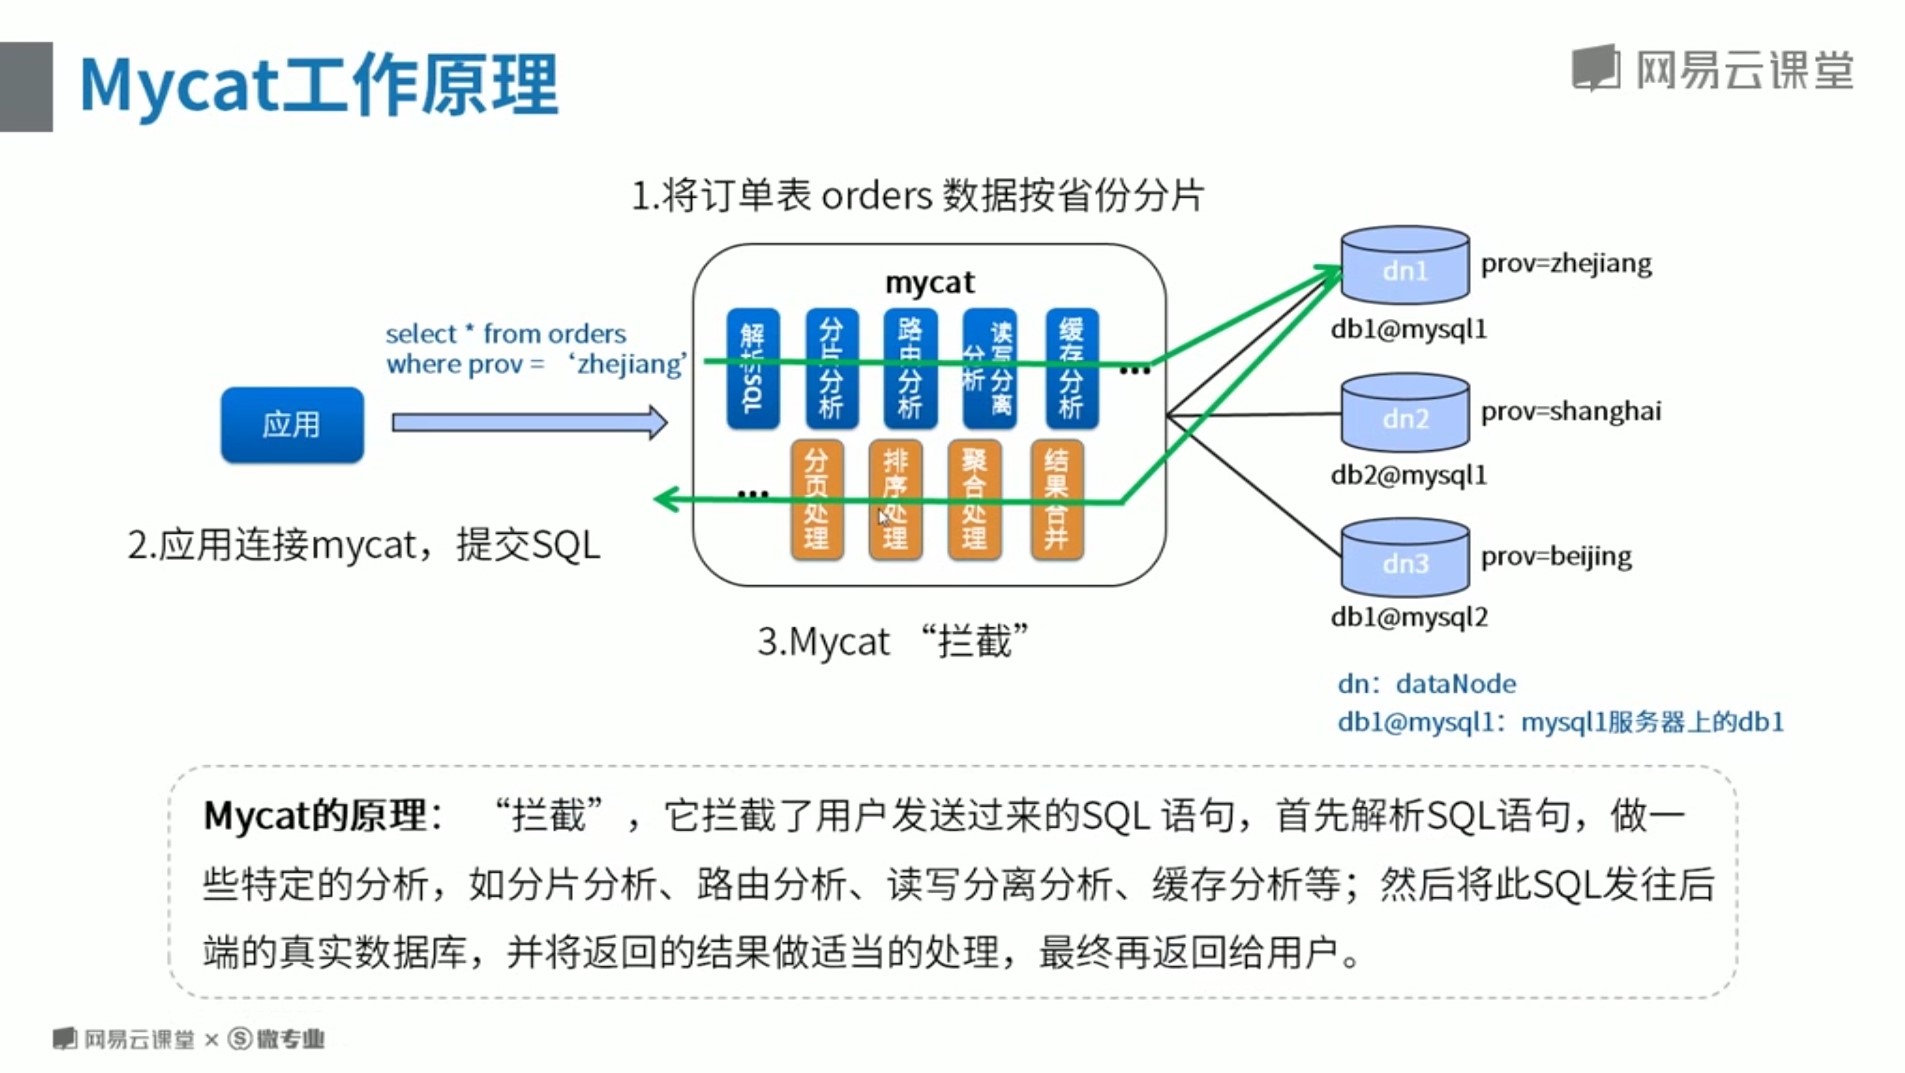 Mycat工作原理
网易云课堂
1.将订单表 orders 数据按省份分片
mycat
select * from orders
where prov = ‘zhejiang’
应用
解析SQL
分片分析
路由分析
读写分离分析
缓存分析
...
...
分页处理
排序处理
聚合处理
结果合并
dn1
prov=zhejiang
db1@mysql1
dn2
prov=shanghai
db2@mysql1
dn3
prov=beijing
db1@mysql2
2.应用连接mycat，提交SQL
3.Mycat “拦截”
dn：dataNode
db1@mysql1：mysql1服务器上的db1
Mycat的原理： “拦截”，它拦截了用户发送过来的SQL 语句，首先解析SQL语句，做一
些特定的分析，如分片分析、路由分析、读写分离分析、缓存分析等；然后将此SQL发往后
端的真实数据库，并将返回的结果做适当的处理，最终再返回给用户。
网易云课堂 × 微专业